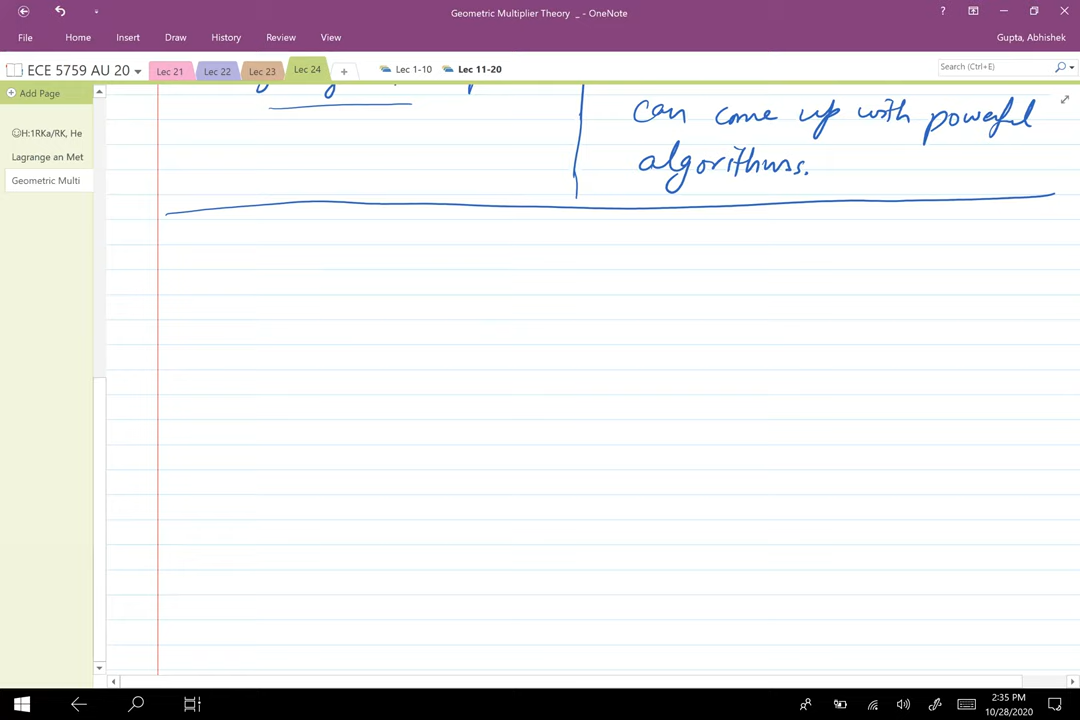 Geometric Multiplier Theory _ - OneNote
File Home Insert Draw History Review View
Gupta, Abhishek
ECE 5759 AU 20
Lec 21 Lec 22 Lec 23 Lec 24 +
Lec 1-10 Lec 11-20
Search (Ctrl+E)
Add Page
☺H:1RKa/RK, He
Lagrange an Met
Geometric Multi
can come up with powerful
algorithms.
2:35 PM
10/28/2020